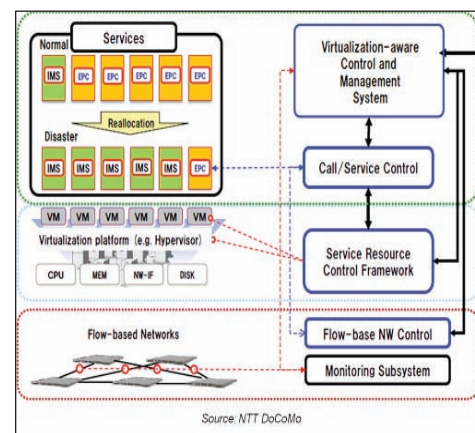 Services
Normal
IMS EPC EPC EPC EPC EPC
Reallocation
Disaster
IMS IMS IMS IMS IMS EPC
VM VM VM VM VM VM
Virtualization platform (e.g. Hypervisor)
CPU MEM NW-IF DISK
Flow-based Networks
Virtualization-aware
Control and
Management
System
Call/Service Control
Service Resource
Control Framework
Flow-base NW Control
Monitoring Subsystem
Source: NTT DoCoMo